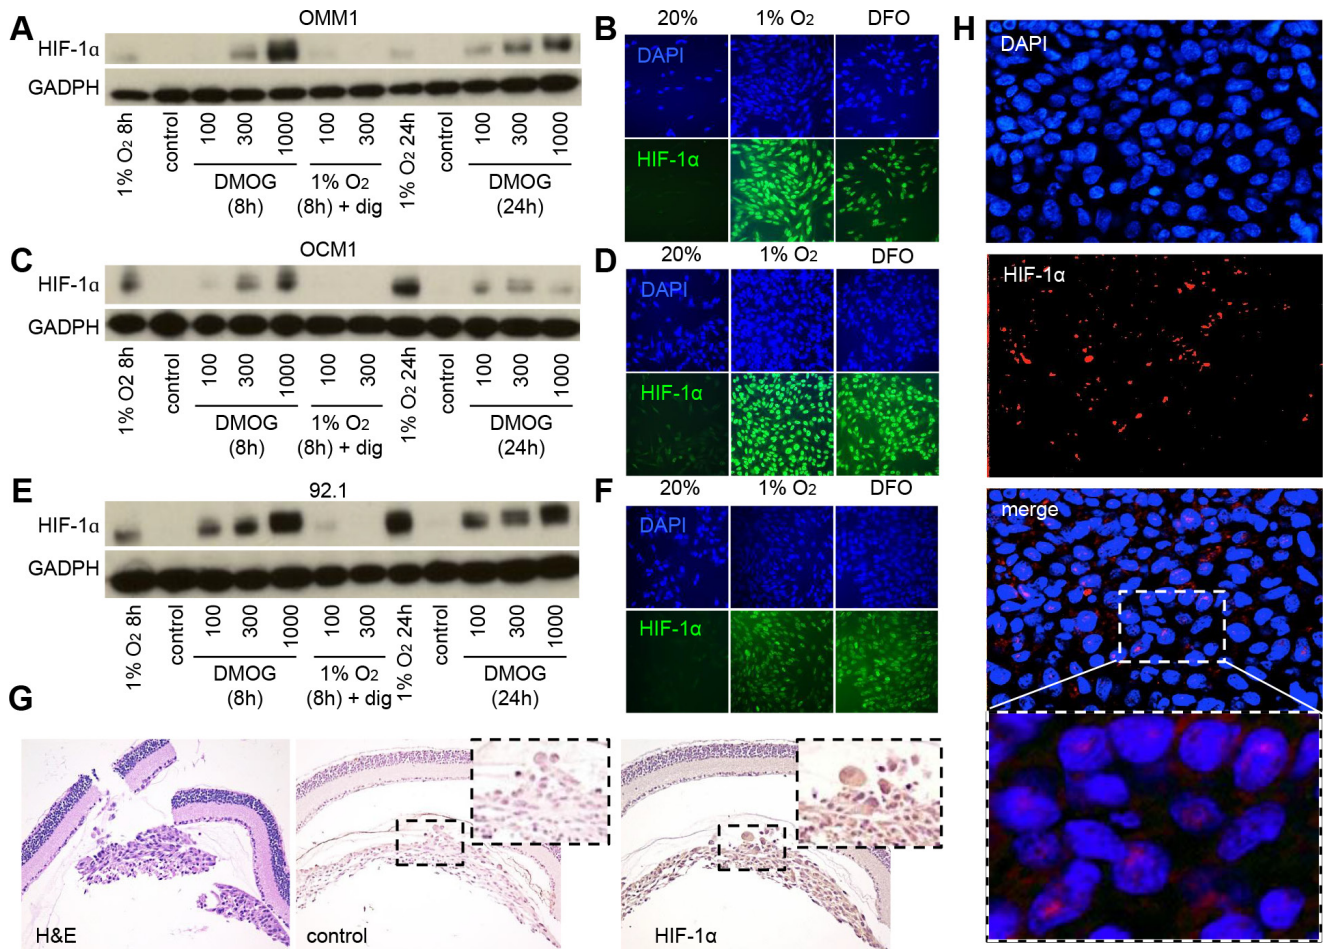 A
OMM1
HIF-1α
GADPH
1% O2 8h
control
100
300
1000
DMOG
(8h)
100
300
1% O2
(8h) + dig
1% O2 24h
control
100
300
1000
DMOG
(24h)
B
20%
1% O2
DFO
DAPI
HIF-1α
C
OCM1
HIF-1α
GADPH
1% O2 8h
control
100
300
1000
DMOG
(8h)
100
300
1% O2
(8h) + dig
1% O2 24h
control
100
300
1000
DMOG
(24h)
D
20%
1% O2
DFO
DAPI
HIF-1α
E
92.1
HIF-1α
GADPH
1% O2 8h
control
100
300
1000
DMOG
(8h)
100
300
1% O2
(8h) + dig
1% O2 24h
control
100
300
1000
DMOG
(24h)
F
20%
1% O2
DFO
DAPI
HIF-1α
G
H&E
control
HIF-1α
H
DAPI
HIF-1α
merge